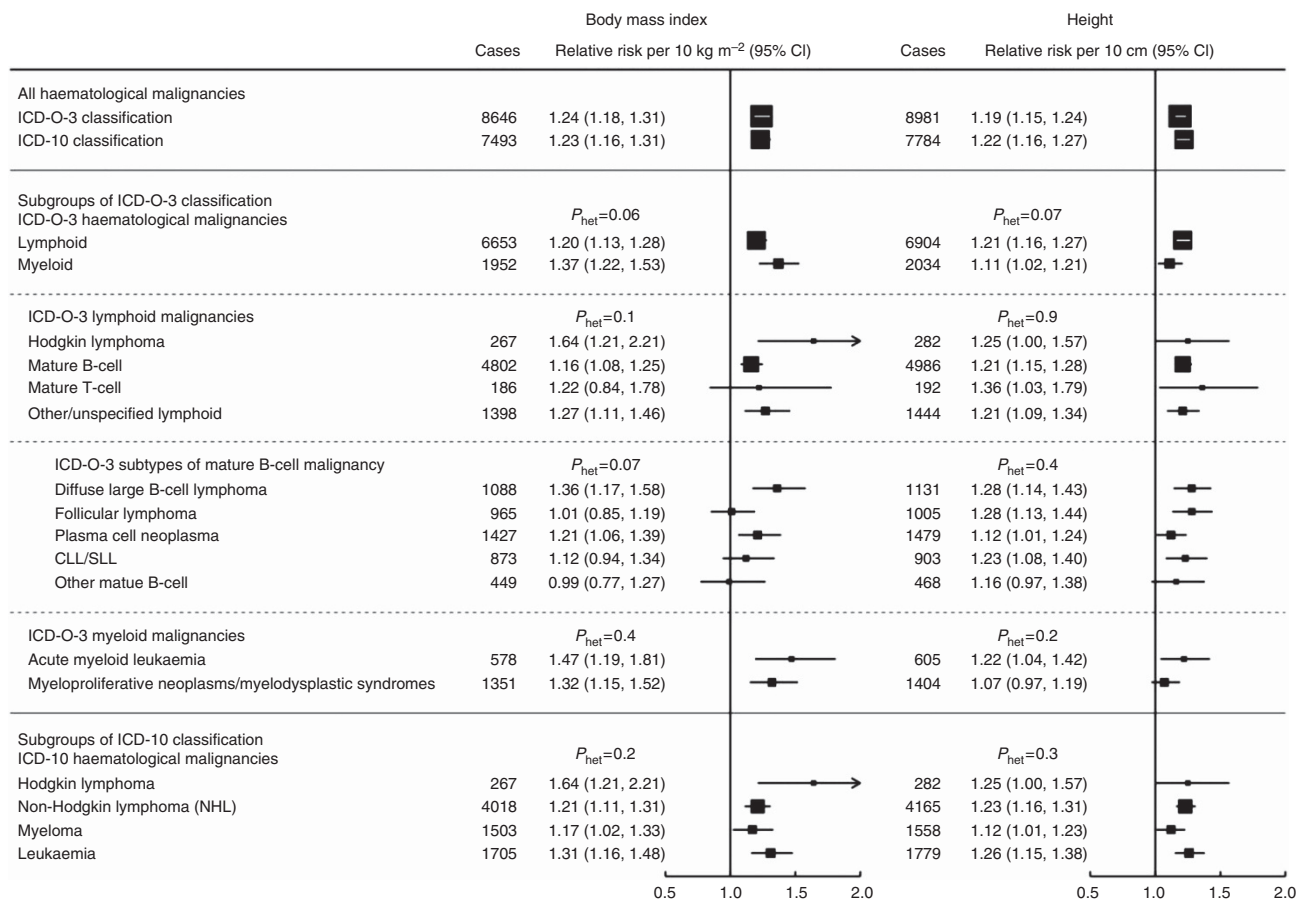 Body mass index Height
Cases Relative risk per 10 kg m⁻² (95% CI) Cases Relative risk per 10 cm (95% CI)
All haematological malignancies
ICD-O-3 classification 8646 1.24 (1.18, 1.31) 8981 1.19 (1.15, 1.24)
ICD-10 classification 7493 1.23 (1.16, 1.31) 7784 1.22 (1.16, 1.27)
Subgroups of ICD-O-3 classification
ICD-O-3 haematological malignancies Phet=0.06 Phet=0.07
Lymphoid 6653 1.20 (1.13, 1.28) 6904 1.21 (1.16, 1.27)
Myeloid 1952 1.37 (1.22, 1.53) 2034 1.11 (1.02, 1.21)
ICD-O-3 lymphoid malignancies Phet=0.1 Phet=0.9
Hodgkin lymphoma 267 1.64 (1.21, 2.21) 282 1.25 (1.00, 1.57)
Mature B-cell 4802 1.16 (1.08, 1.25) 4986 1.21 (1.15, 1.28)
Mature T-cell 186 1.22 (0.84, 1.78) 192 1.36 (1.03, 1.79)
Other/unspecified lymphoid 1398 1.27 (1.11, 1.46) 1444 1.21 (1.09, 1.34)
ICD-O-3 subtypes of mature B-cell malignancy Phet=0.07 Phet=0.4
Diffuse large B-cell lymphoma 1088 1.36 (1.17, 1.58) 1131 1.28 (1.14, 1.43)
Follicular lymphoma 965 1.01 (0.85, 1.19) 1005 1.28 (1.13, 1.44)
Plasma cell neoplasma 1427 1.21 (1.06, 1.39) 1479 1.12 (1.01, 1.24)
CLL/SLL 873 1.12 (0.94, 1.34) 903 1.23 (1.08, 1.40)
Other matue B-cell 449 0.99 (0.77, 1.27) 468 1.16 (0.97, 1.38)
ICD-O-3 myeloid malignancies Phet=0.4 Phet=0.2
Acute myeloid leukaemia 578 1.47 (1.19, 1.81) 605 1.22 (1.04, 1.42)
Myeloproliferative neoplasms/myelodysplastic syndromes 1351 1.32 (1.15, 1.52) 1404 1.07 (0.97, 1.19)
Subgroups of ICD-10 classification
ICD-10 haematological malignancies Phet=0.2 Phet=0.3
Hodgkin lymphoma 267 1.64 (1.21, 2.21) 282 1.25 (1.00, 1.57)
Non-Hodgkin lymphoma (NHL) 4018 1.21 (1.11, 1.31) 4165 1.23 (1.16, 1.31)
Myeloma 1503 1.17 (1.02, 1.33) 1558 1.12 (1.01, 1.23)
Leukaemia 1705 1.31 (1.16, 1.48) 1779 1.26 (1.15, 1.38)
0.5 1.0 1.5 2.0 0.5 1.0 1.5 2.0